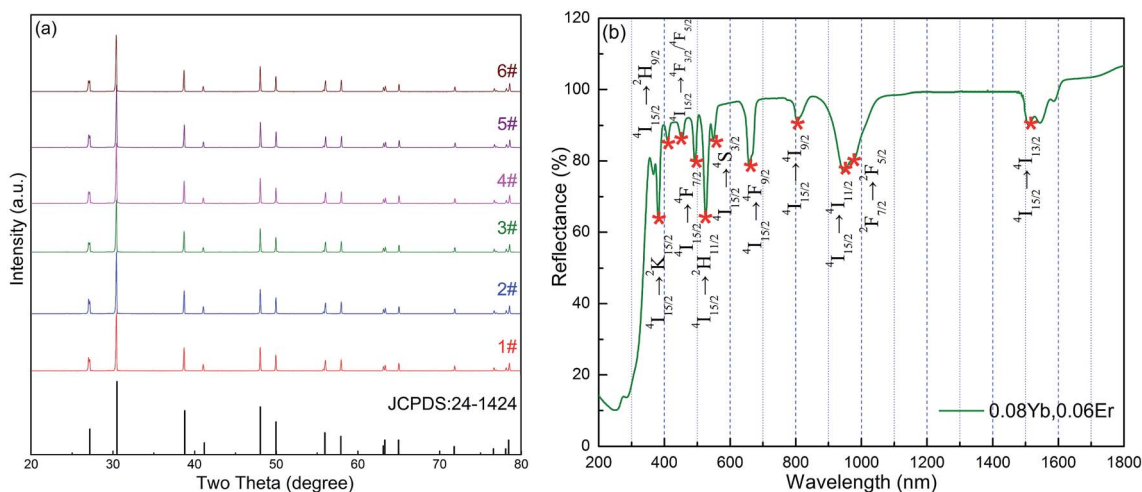 (a)
6#
5#
4#
3#
2#
1#
JCPDS:24-1424
Intensity (a.u.)
20 30 40 50 60 70 80
Two Theta (degree)
(b)
120
100
80
60
40
20
0
Reflectance (%)
⁴I₁₅/₂→²H₉/₂
⁴I₁₅/₂→⁴F₃/₂/⁴F₅/₂
⁴I₁₅/₂→²K₁₅/₂
⁴I₁₅/₂→⁴F₇/₂
⁴I₁₅/₂→²H₁₁/₂
⁴I₁₅/₂→⁴S₃/₂
⁴I₁₅/₂→⁴F₉/₂
⁴I₁₅/₂→⁴I₉/₂
⁴I₁₅/₂→⁴I₁₁/₂
²F₇/₂→²F₅/₂
⁴I₁₅/₂→⁴I₁₃/₂
0.08Yb,0.06Er
200 400 600 800 1000 1200 1400 1600 1800
Wavelength (nm)